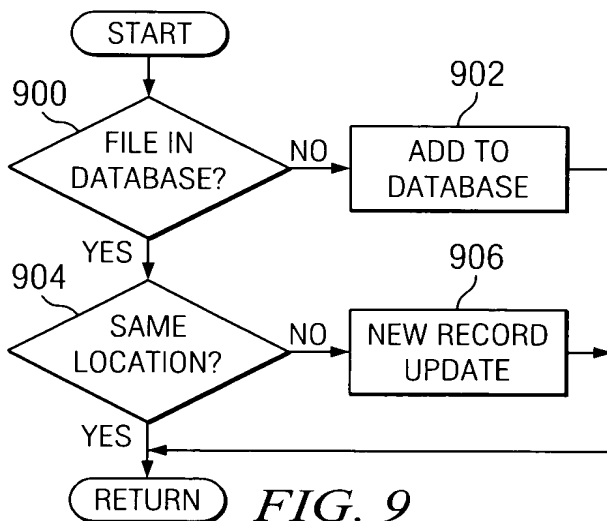 START
900
FILE IN
DATABASE?
NO
902
ADD TO
DATABASE
YES
904
SAME
LOCATION?
NO
906
NEW RECORD
UPDATE
YES
RETURN
FIG. 9